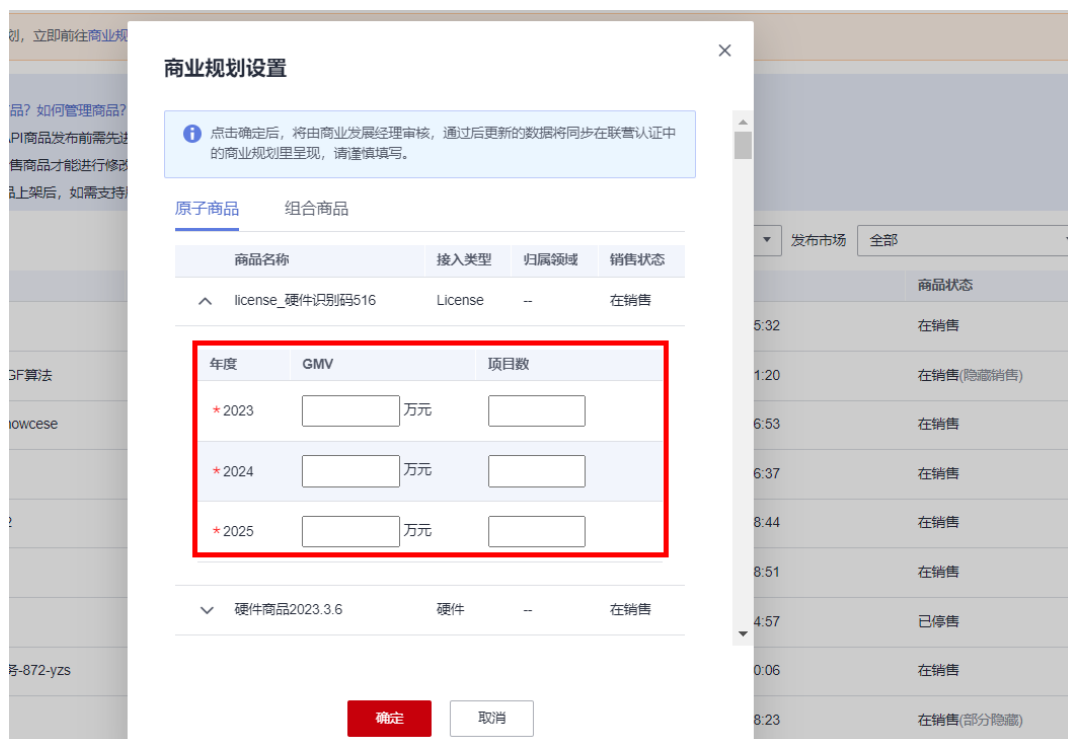 划，立即前往商业规
商业规划设置
品？如何管理商品？
API商品发布前需先进
售商品才能进行修改
品上架后，如需支持
点击确定后，将由商业发展经理审核，通过后更新的数据将同步在联营认证中
的商业规划里呈现，请谨慎填写。
原子商品 组合商品
发布市场 全部
商品名称 接入类型 归属领域 销售状态
商品状态
license_硬件识别码516 License -- 在销售
5:32 在销售
年度 GMV 项目数
GF算法 1:20 在销售(隐藏销售)
*2023 万元
howcese 6:53 在销售
*2024 万元
6:37 在销售
2 8:44 在销售
*2025 万元
8:51 在销售
硬件商品2023.3.6 硬件 -- 在销售
4:57 已停售
务-872-yzs 0:06 在销售
确定 取消
8:23 在销售(部分隐藏)